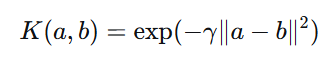 K(a, b) = exp(−γ‖a − b‖²)